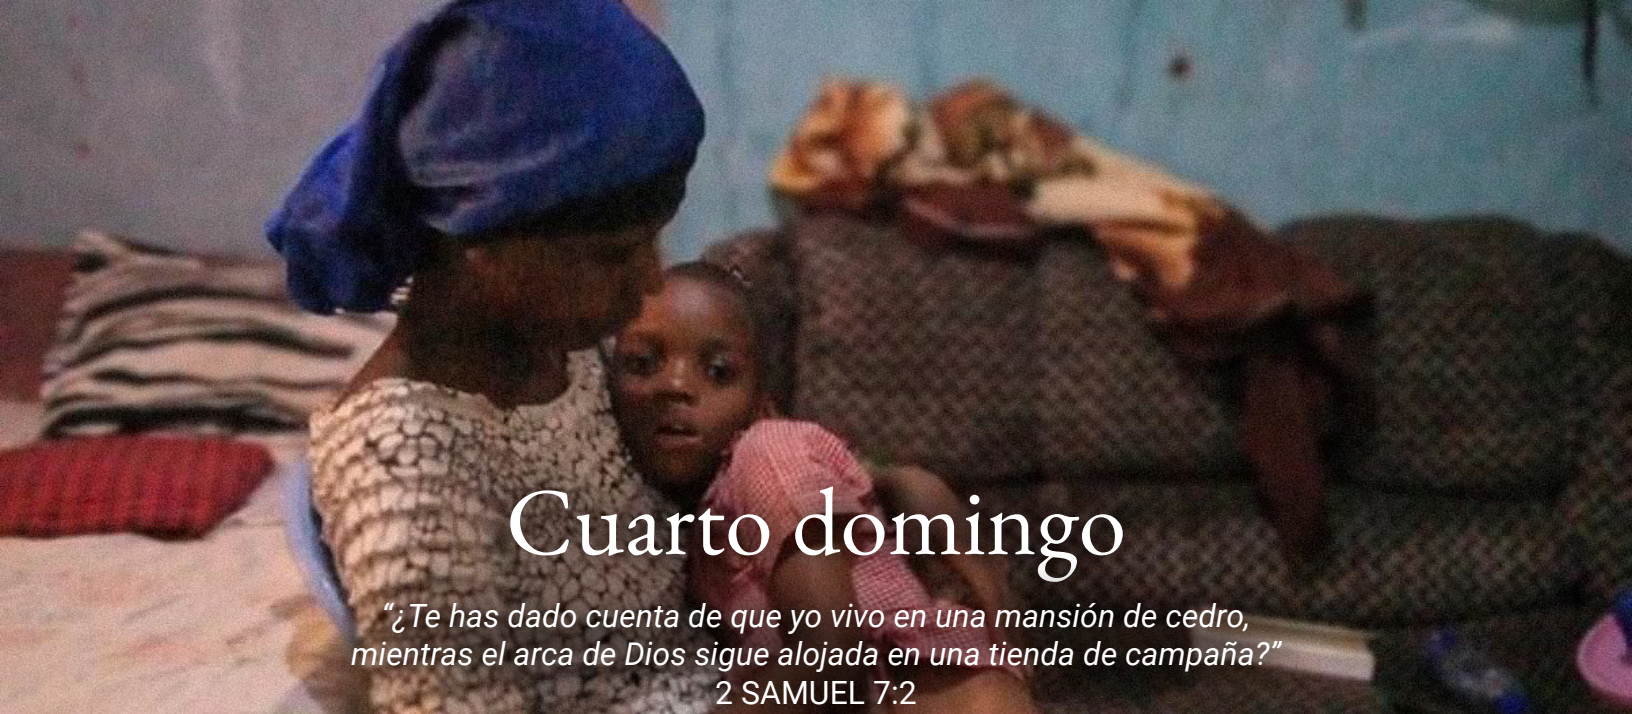 Cuarto domingo
“¿Te has dado cuenta de que yo vivo en una mansión de cedro,
mientras el arca de Dios sigue alojada en una tienda de campaña?”
2 SAMUEL 7:2